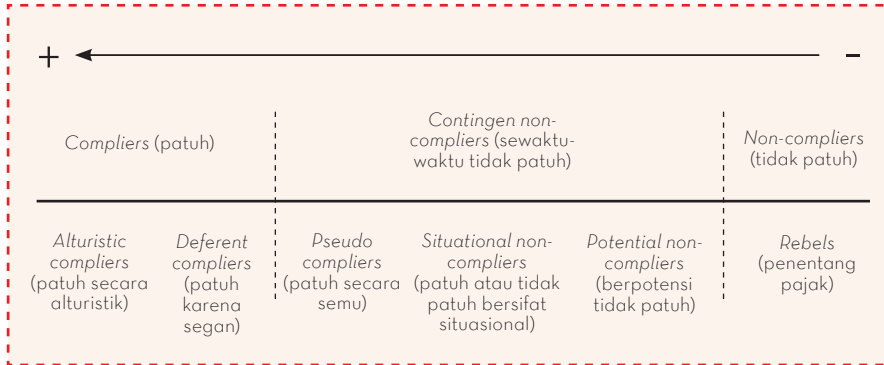 + -
Compliers (patuh)
Contingen non-
compliers (sewaktu-
waktu tidak patuh)
Non-compliers
(tidak patuh)
Alturistic
compliers
(patuh secara
alturistik)
Deferent
compliers
(patuh
karena
segan)
Pseudo
compliers
(patuh secara
semu)
Situational non-
compliers
(patuh atau tidak
patuh bersifat
situasional)
Potential non-
compliers
(berpotensi
tidak patuh)
Rebels
(penentang
pajak)